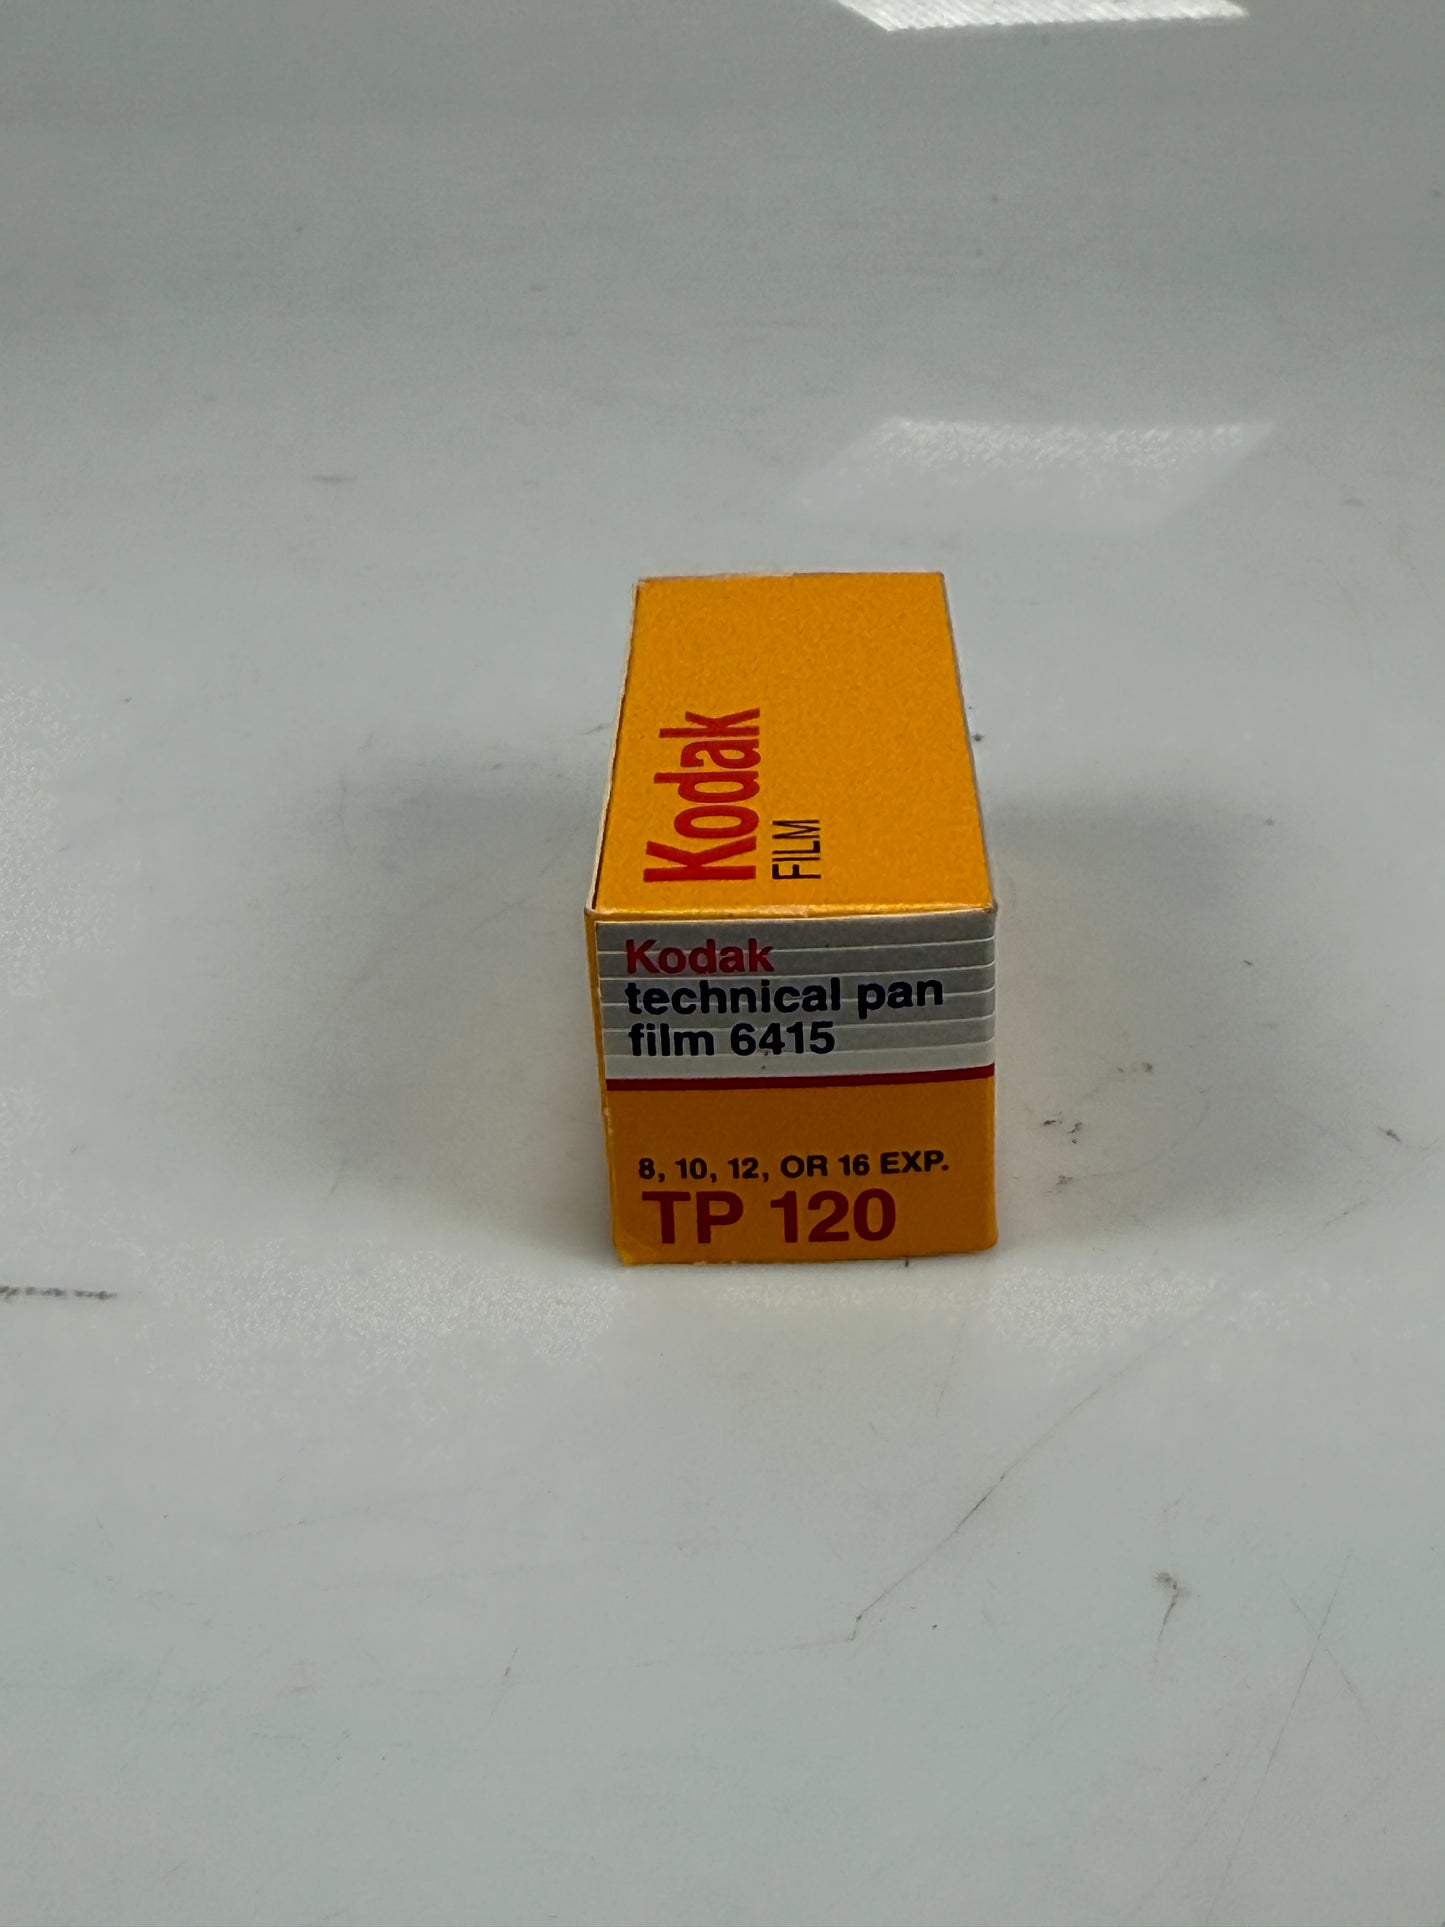 Kodak
FILM
Kodak
technical pan
film 6415
8, 10, 12, OR 16 EXP.
TP 120